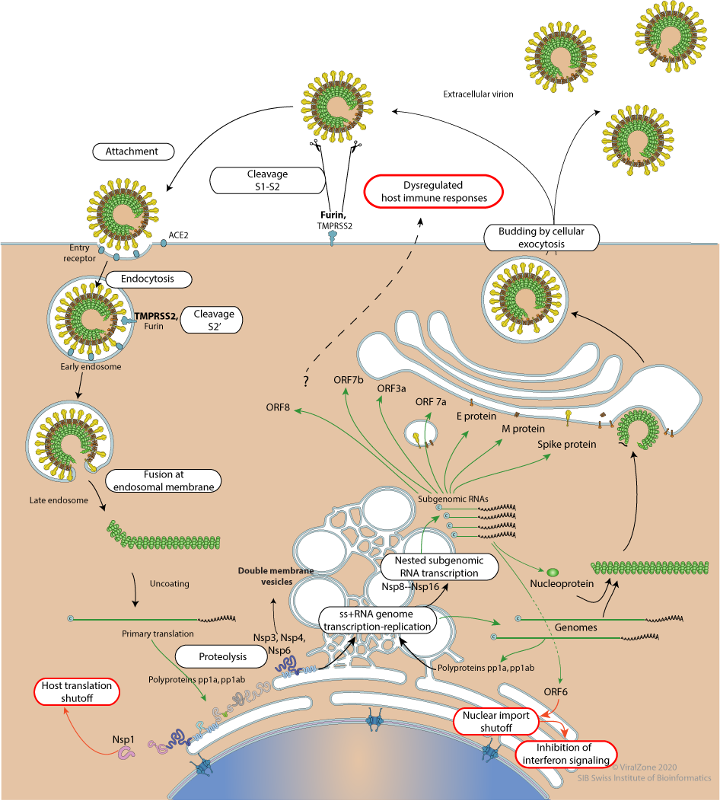 Extracellular virion
Attachment
Cleavage
S1-S2
Dysregulated
host immune responses
Furin,
TMPRSS2
ACE2
Entry
receptor
Budding by cellular
exocytosis
Endocytosis
TMPRSS2,
Furin
Cleavage
S2'
Early endosome
ORF7b
ORF3a
?
ORF8
ORF 7a
E protein
M protein
Spike protein
Fusion at
endosomal membrane
Late endosome
Subgenomic RNAs
C
C
C
C
Nested subgenomic
RNA transcription
Nsp8--Nsp16
Double membrane
vesicles
Nucleoprotein
Uncoating
C
Primary translation
ss+RNA genome
transcription-replication
C
Genomes
C
Nsp3, Nsp4,
Nsp6
Proteolysis
Polyproteins pp1a, pp1ab
Polyproteins pp1a, pp1ab
Host translation
shutoff
Nsp1
ORF6
Nuclear import
shutoff
Inhibition of
interferon signaling
© ViralZone 2020
SIB Swiss Institute of Bioinformatics